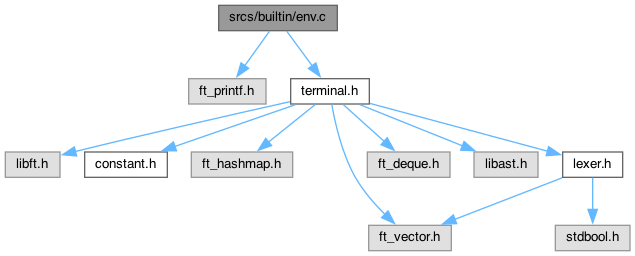 srcs/builtin/env.c
ft_printf.h
terminal.h
libft.h
constant.h
ft_hashmap.h
ft_deque.h
libast.h
lexer.h
ft_vector.h
stdbool.h